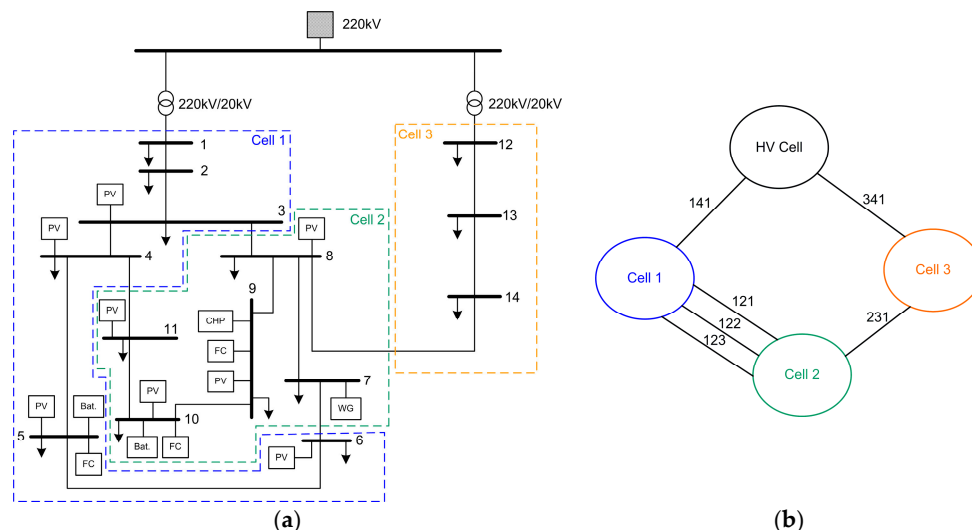 220kV
220kV/20kV
220kV/20kV
Cell 1
Cell 3
1
12
2
PV
3
Cell 2
13
PV
PV
4
8
9
14
PV
11
CHP
FC
PV
7
WG
PV
Bat.
PV
10
5
6
Bat.
FC
FC
PV
(a)
HV Cell
141
341
Cell 1
Cell 3
121
122
123
231
Cell 2
(b)